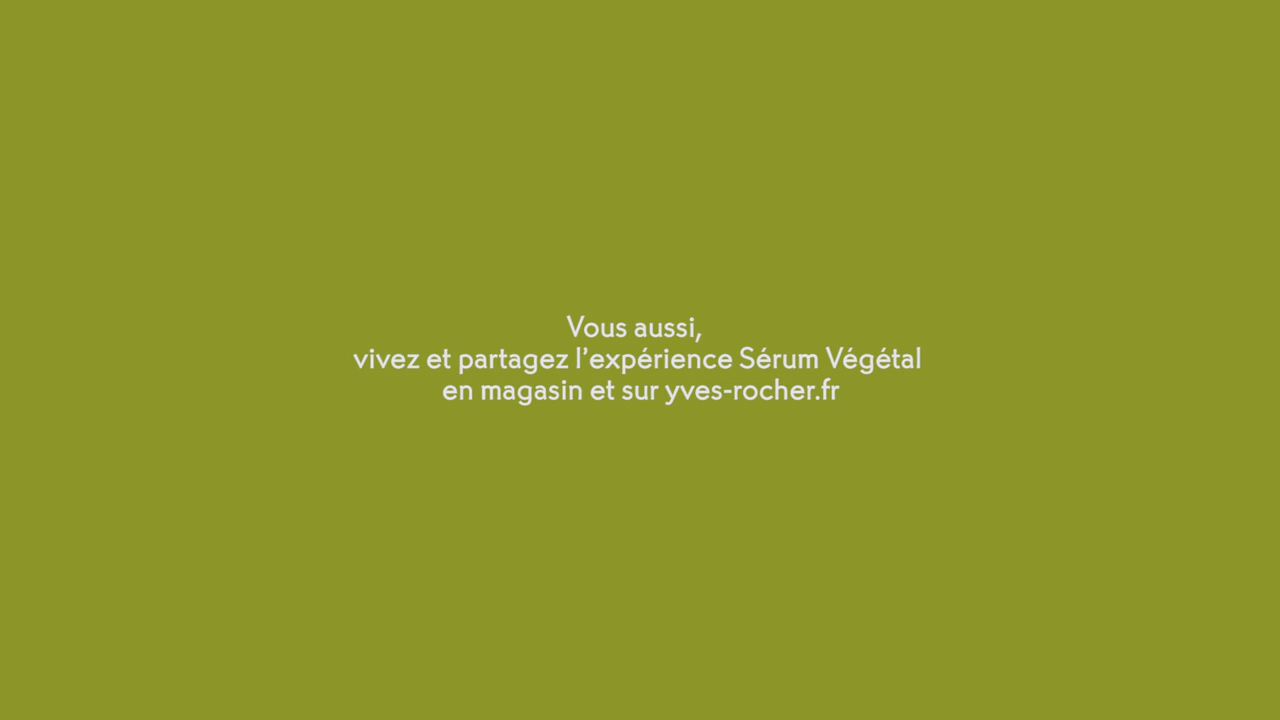 Vous aussi,
vivez et partagez l’expérience Sérum Végétal
en magasin et sur yves-rocher.fr